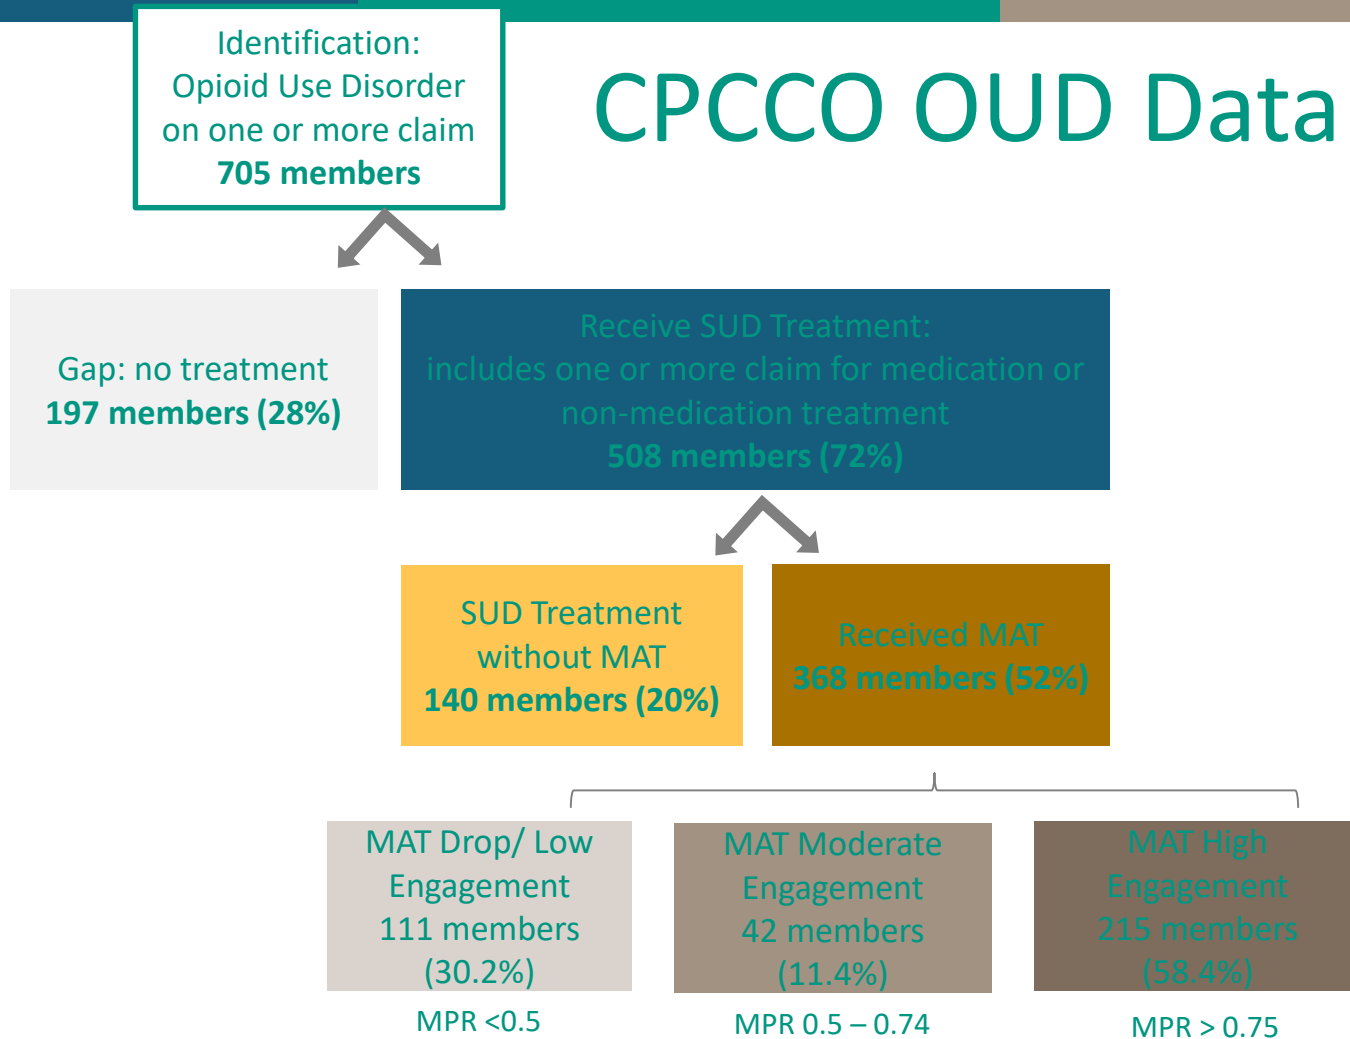 Identification:
Opioid Use Disorder
on one or more claim
705 members
CPCCO OUD Data
Gap: no treatment
197 members (28%)
Receive SUD Treatment:
includes one or more claim for medication or
non-medication treatment
508 members (72%)
SUD Treatment
without MAT
140 members (20%)
Received MAT
368 members (52%)
MAT Drop/ Low
Engagement
111 members
(30.2%)
MPR <0.5
MAT Moderate
Engagement
42 members
(11.4%)
MPR 0.5 – 0.74
MAT High
Engagement
215 members
(58.4%)
MPR > 0.75